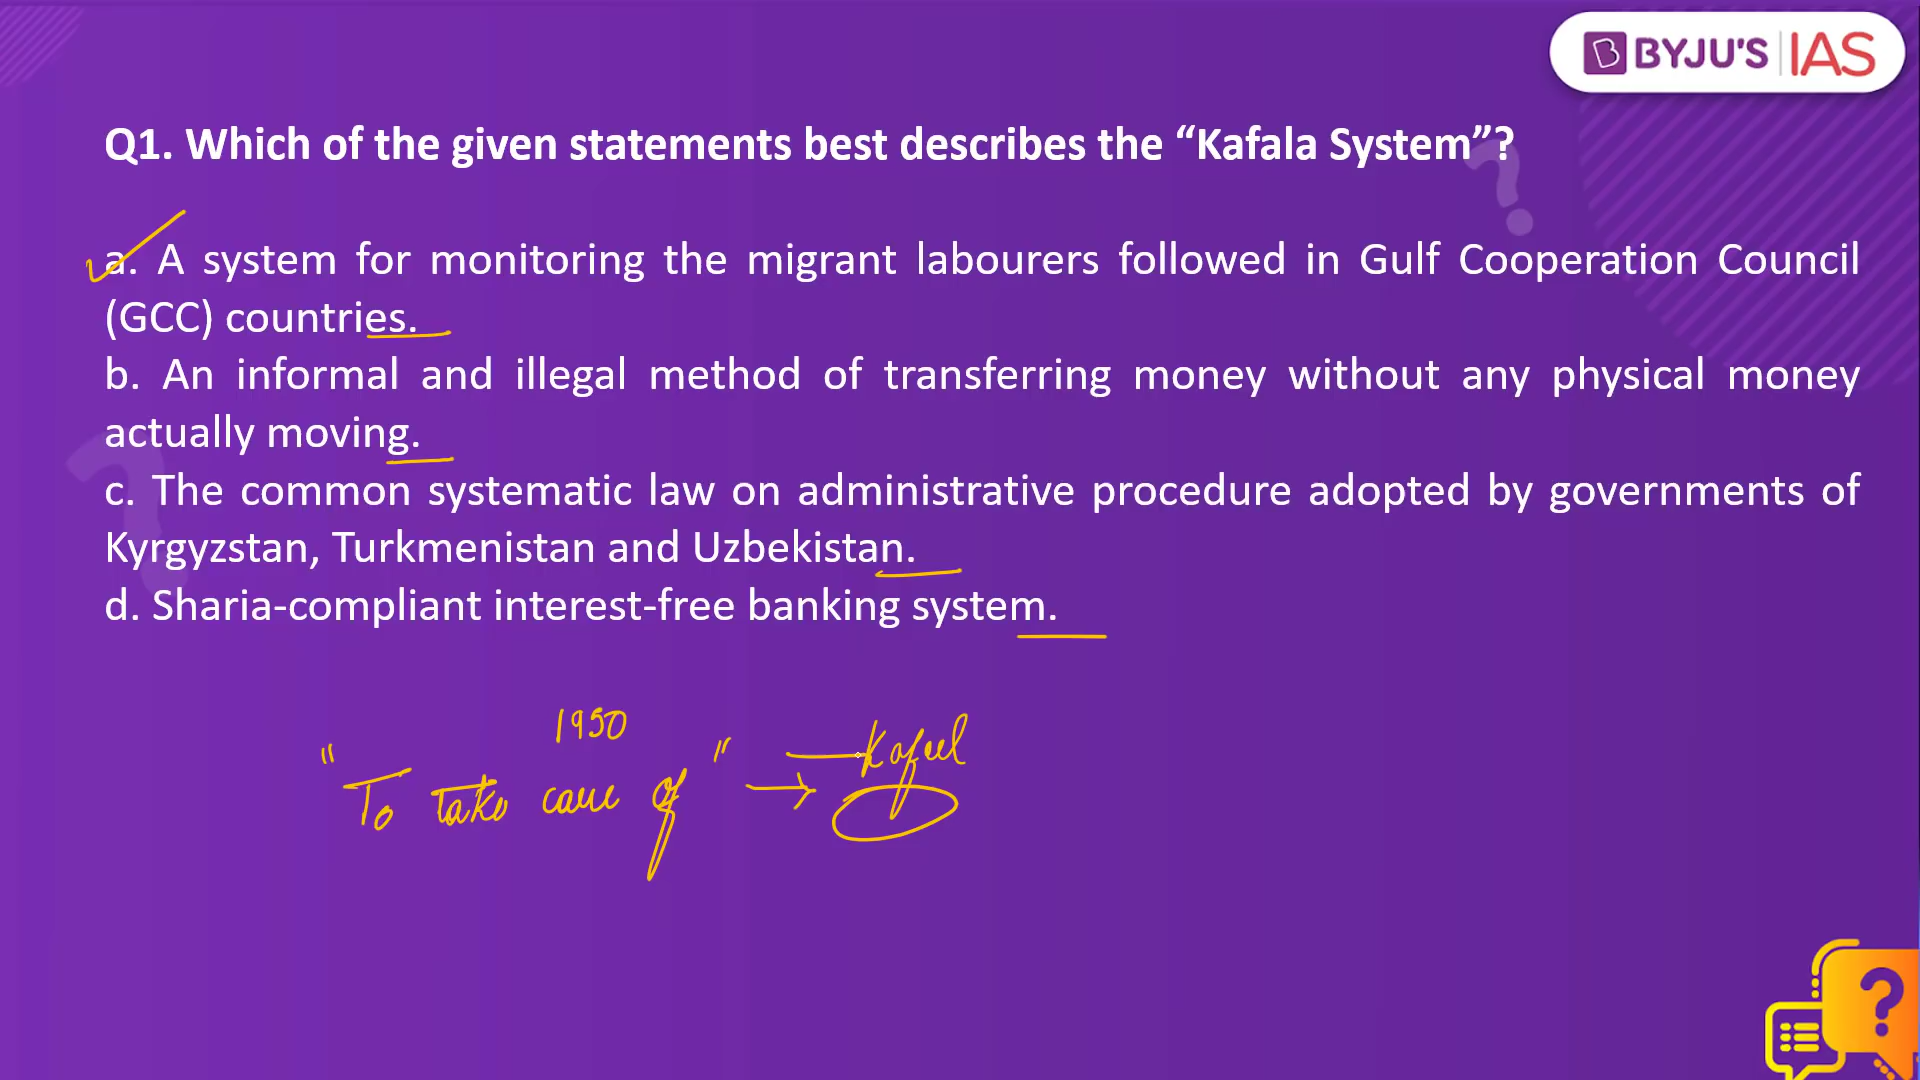 BYJU'S IAS
Q1. Which of the given statements best describes the “Kafala System”?
a. A system for monitoring the migrant labourers followed in Gulf Cooperation Council
(GCC) countries.
b. An informal and illegal method of transferring money without any physical money
actually moving.
c. The common systematic law on administrative procedure adopted by governments of
Kyrgyzstan, Turkmenistan and Uzbekistan.
d. Sharia-compliant interest-free banking system.
1950
" To take care of " → Kafeel